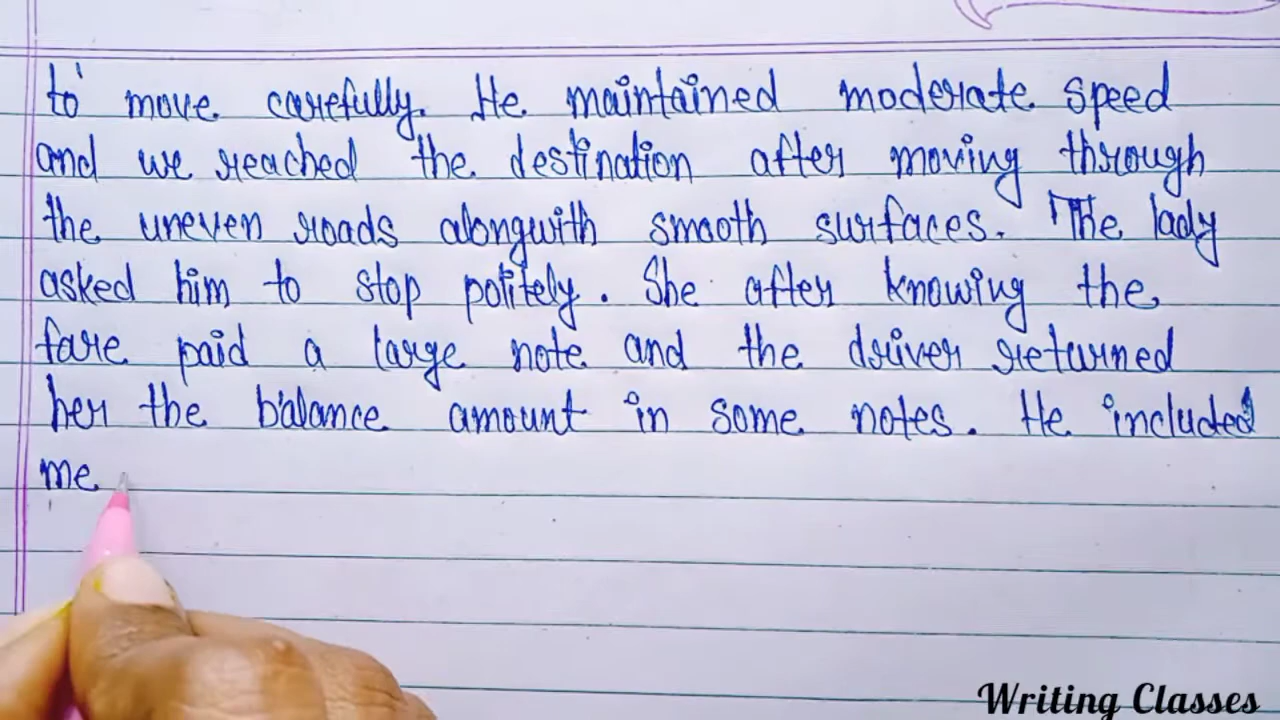 to move carefully. He maintained moderate speed
and we reached the destination after moving through
the uneven roads alongwith smooth surfaces. The lady
asked him to stop politely. She after knowing the
fare paid a large note and the driver returned
her the balance amount in some notes. He included
me
Writing Classes